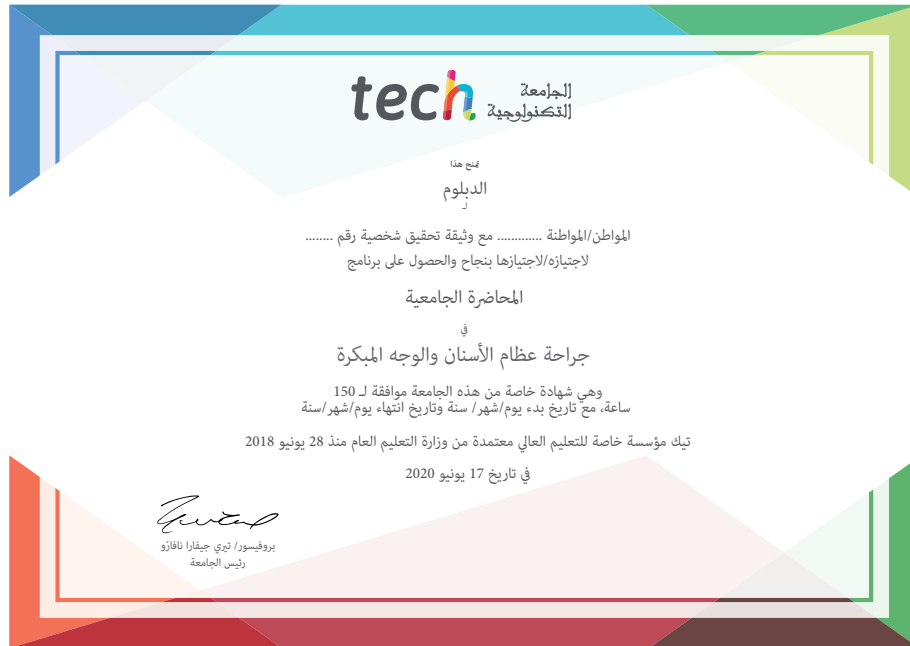 tech الجامعة
التكنولوجية
تمنح هذا
الدبلوم
لـ
المواطن/المواطنة ............. مع وثيقة تحقيق شخصية رقم ........
لاجتيازه/لاجتيازها بنجاح والحصول على برنامج
المحاضرة الجامعية
في
جراحة عظام الأسنان والوجه المبكرة
وهي شهادة خاصة من هذه الجامعة موافقة لـ 150
ساعة، مع تاريخ بدء يوم/شهر/ سنة وتاريخ انتهاء يوم/شهر/سنة
تيك مؤسسة خاصة للتعليم العالي معتمدة من وزارة التعليم العام منذ 28 يونيو 2018
في تاريخ 17 يونيو 2020
بروفيسور/ تيري جيفارا نافارّو
رئيس الجامعة